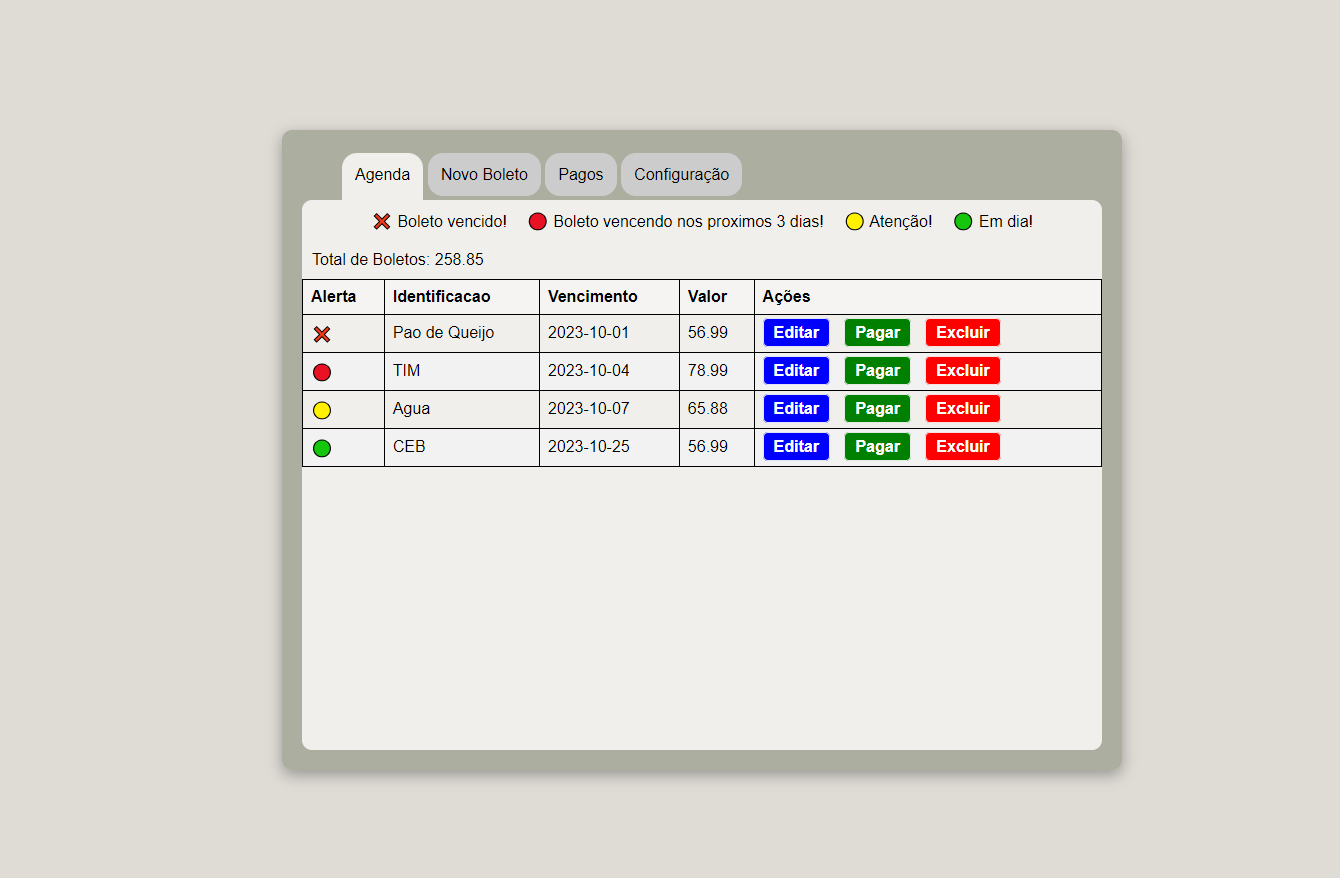 Agenda Novo Boleto Pagos Configuração
Boleto vencido! Boleto vencendo nos proximos 3 dias! Atenção! Em dia!
Total de Boletos: 258.85
Alerta Identificacao Vencimento Valor Ações
Pao de Queijo 2023-10-01 56.99 Editar Pagar Excluir
TIM 2023-10-04 78.99 Editar Pagar Excluir
Agua 2023-10-07 65.88 Editar Pagar Excluir
CEB 2023-10-25 56.99 Editar Pagar Excluir